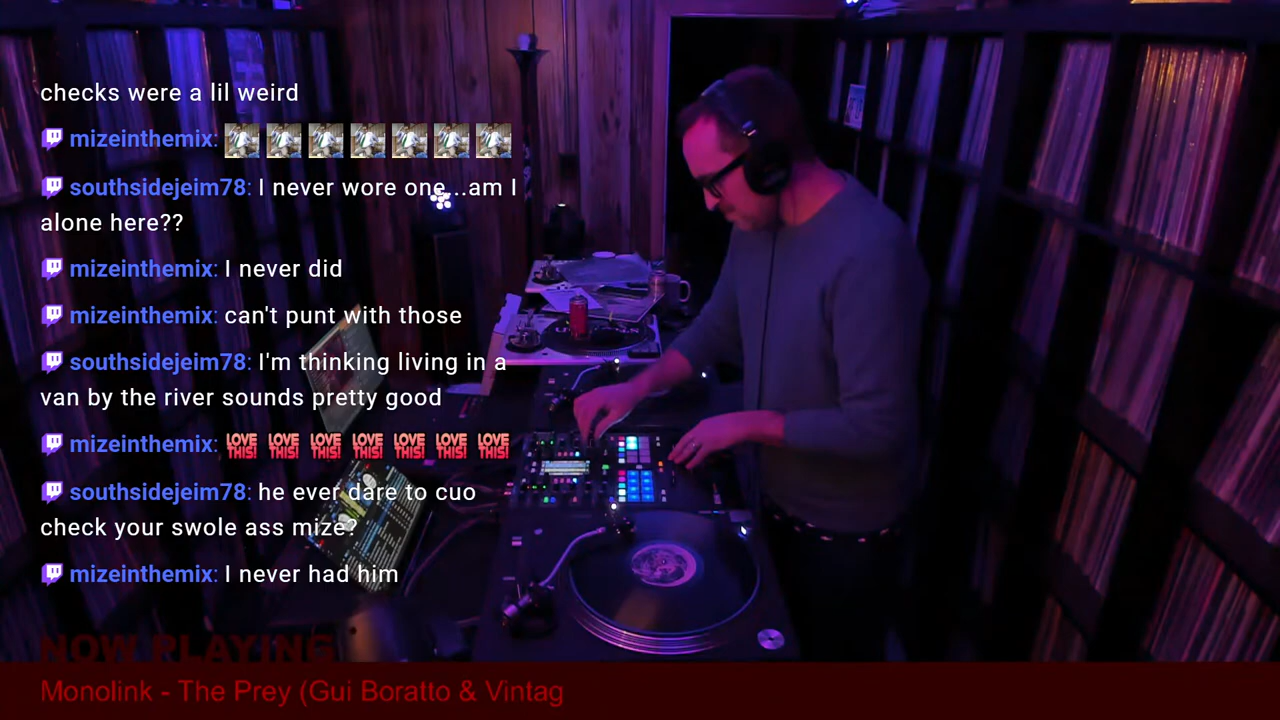 checks were a lil weird
mizeinthemix:
southsidejeim78: I never wore one...am I
alone here??
mizeinthemix: I never did
mizeinthemix: can't punt with those
southsidejeim78: I'm thinking living in a
van by the river sounds pretty good
mizeinthemix: LOVE THIS! LOVE THIS! LOVE THIS! LOVE THIS! LOVE THIS! LOVE THIS! LOVE THIS!
southsidejeim78: he ever dare to cuo
check your swole ass mize?
mizeinthemix: I never had him
NOW PLAYING
Monolink - The Prey (Gui Boratto & Vintag